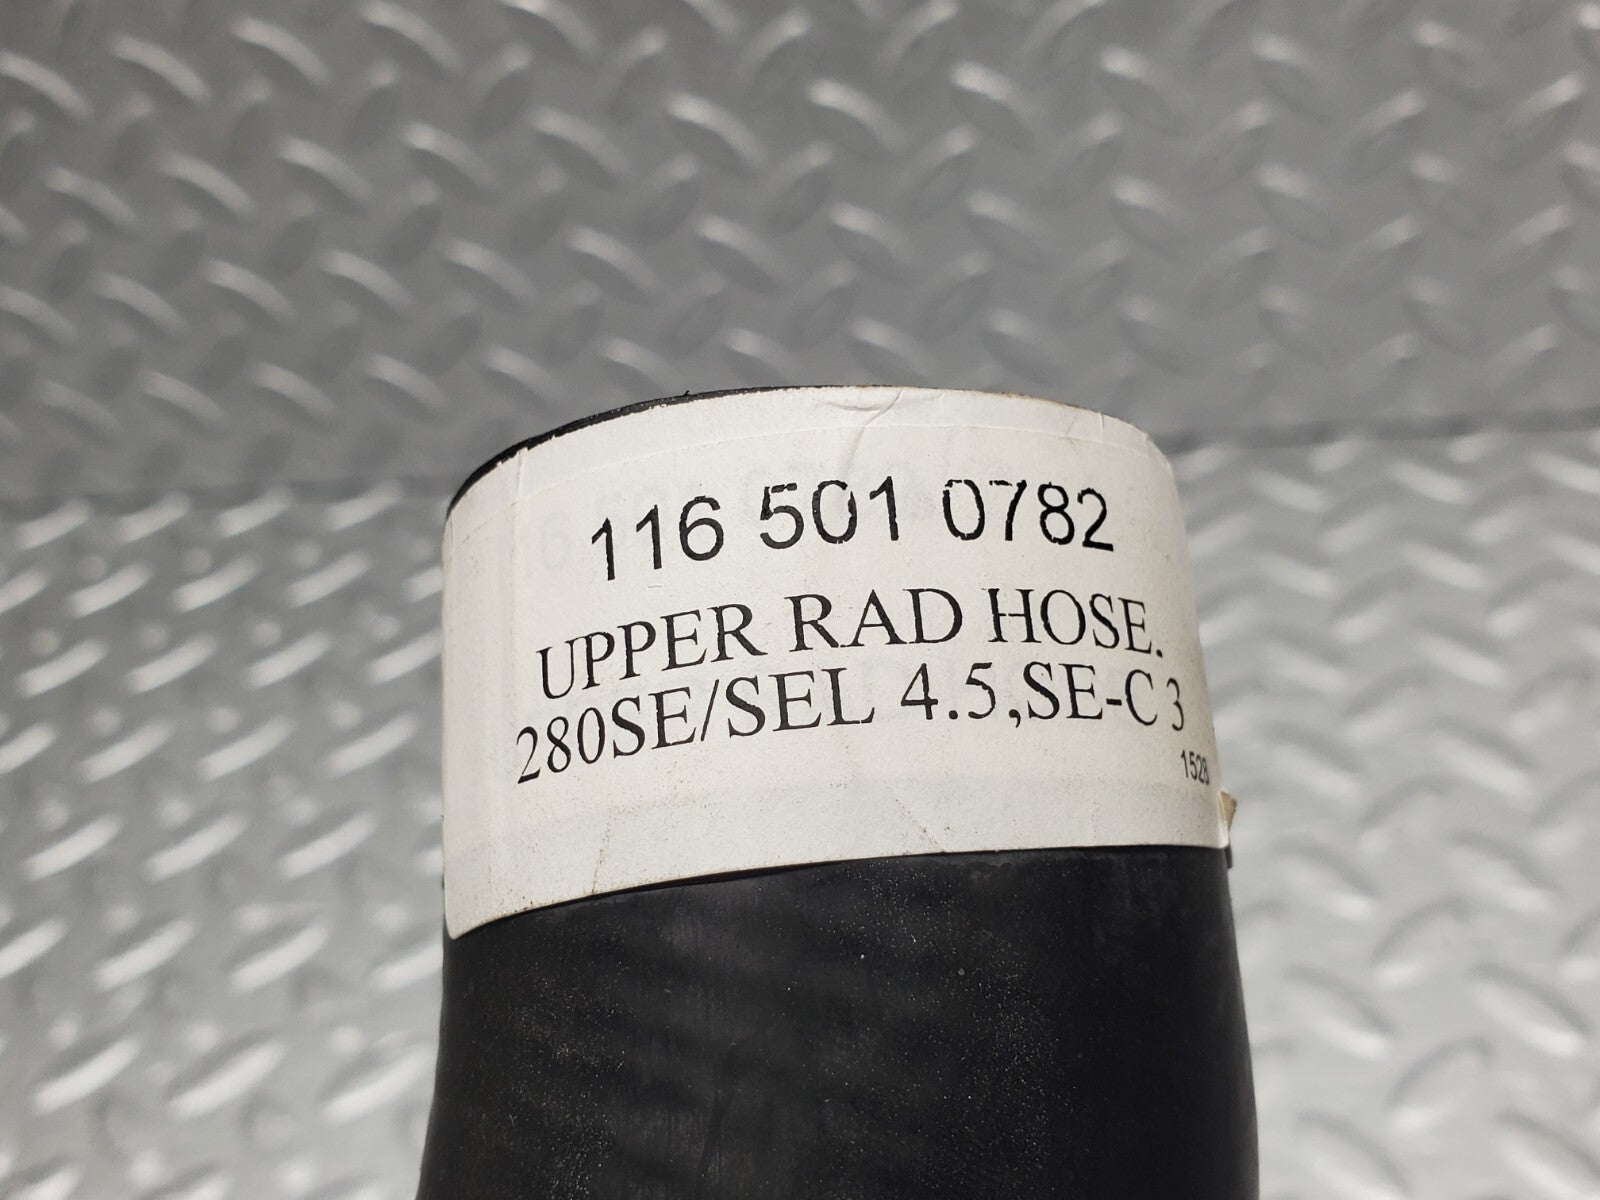 116 501 0782
UPPER RAD HOSE.
280SE/SEL 4.5,SE-C 3
1528